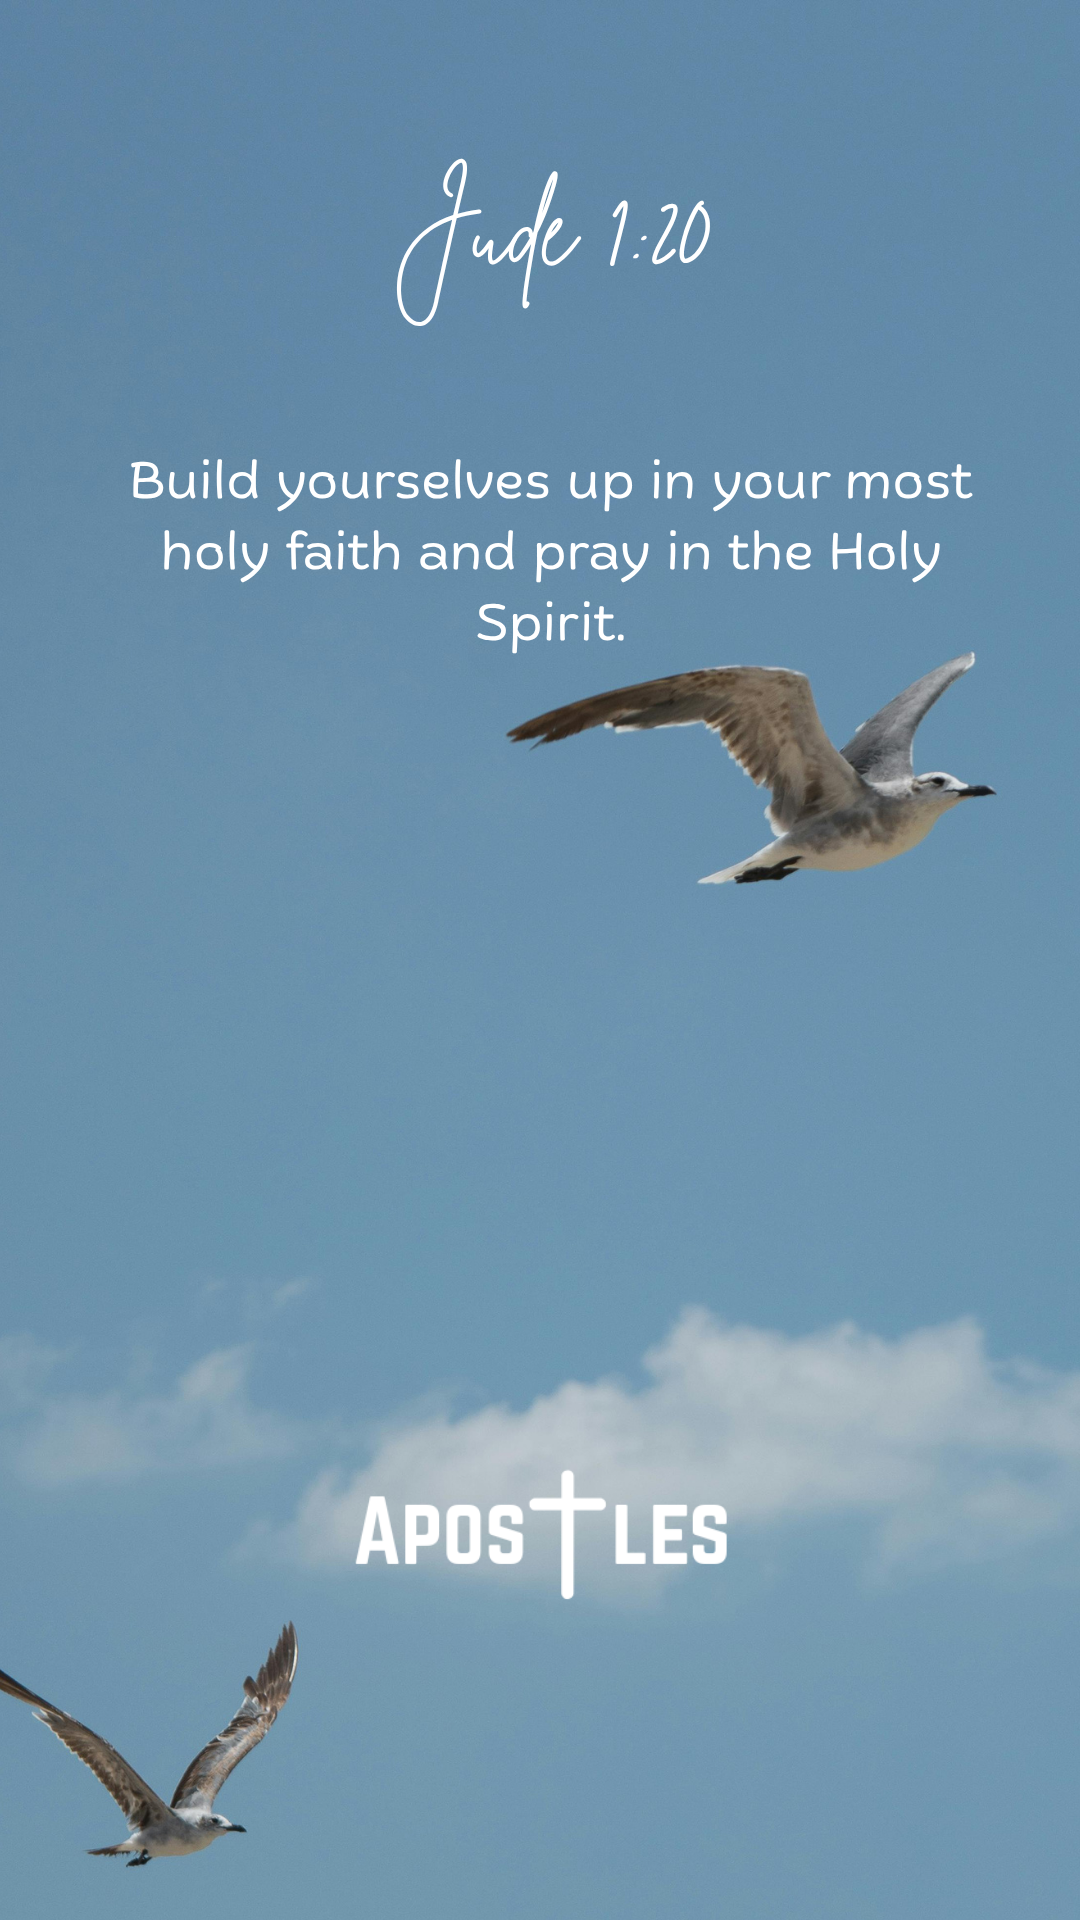 Jude 1:20
Build yourselves up in your most
holy faith and pray in the Holy
Spirit.
APOSTLES